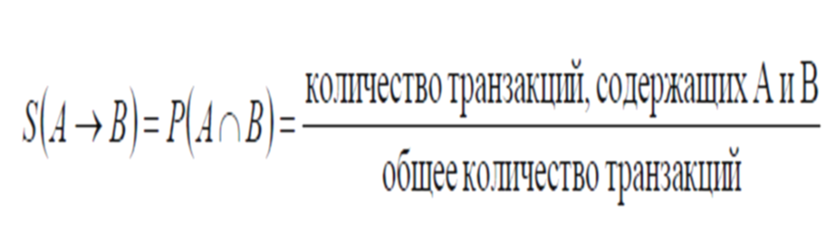 количество транзакций, содержащих А и В
S(A→B)=P(A∩B)=
общее количество транзакций